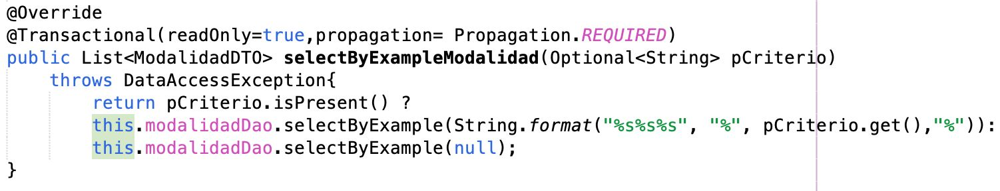 @Override
@Transactional(readOnly=true,propagation= Propagation.REQUIRED)
public List<ModalidadDTO> selectByExampleModalidad(Optional<String> pCriterio)
    throws DataAccessException{
        return pCriterio.isPresent() ?
        this.modalidadDao.selectByExample(String.format("%s%s%s", "%", pCriterio.get(),"%")):
        this.modalidadDao.selectByExample(null);
}